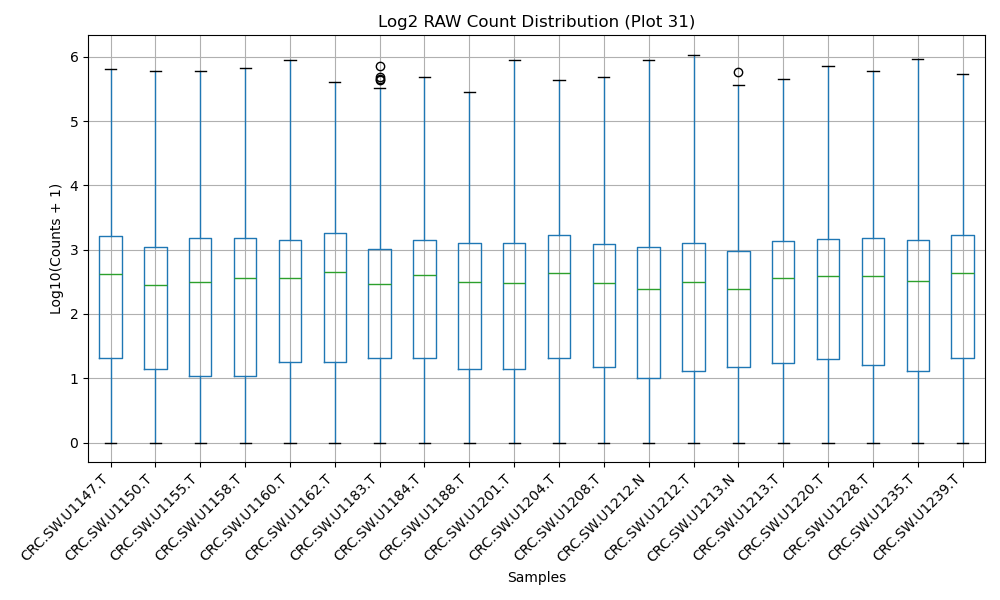 Log2 RAW Count Distribution (Plot 31)
Log10(Counts + 1)
6
5
4
3
2
1
0
CRC.SW.U1147.T
CRC.SW.U1150.T
CRC.SW.U1155.T
CRC.SW.U1158.T
CRC.SW.U1160.T
CRC.SW.U1162.T
CRC.SW.U1183.T
CRC.SW.U1184.T
CRC.SW.U1188.T
CRC.SW.U1201.T
CRC.SW.U1204.T
CRC.SW.U1208.T
CRC.SW.U1212.N
CRC.SW.U1212.T
CRC.SW.U1213.N
CRC.SW.U1213.T
CRC.SW.U1220.T
CRC.SW.U1228.T
CRC.SW.U1235.T
CRC.SW.U1239.T
Samples